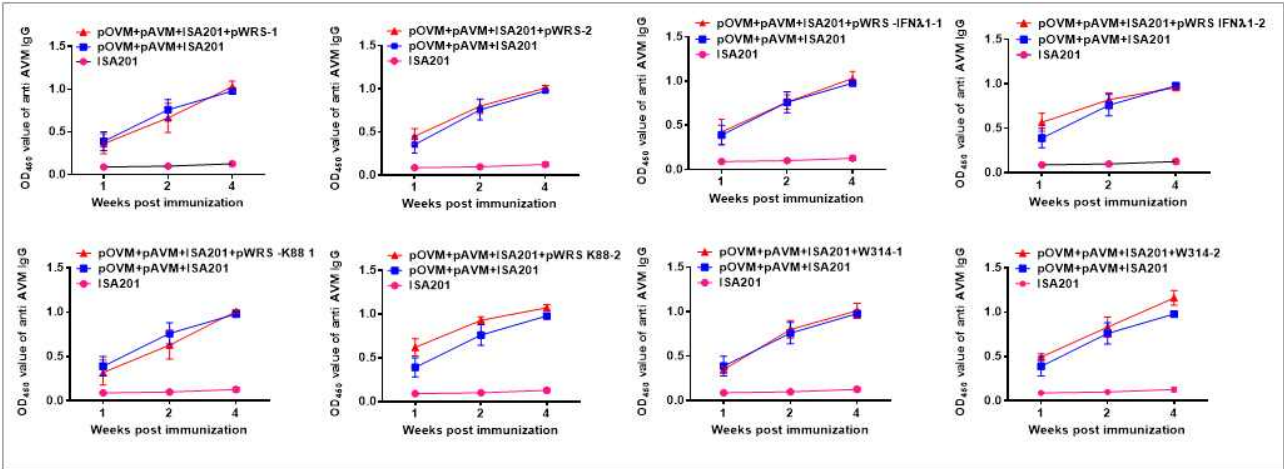 pOVM+pAVM+ISA201+pWRS-1
pOVM+pAVM+ISA201
ISA201
OD450 value of anti AVM IgG
1.5
1.0
0.5
0.0
1 2 4
Weeks post immunization
pOVM+pAVM+ISA201+pWRS-2
pOVM+pAVM+ISA201
ISA201
OD450 value of anti AVM IgG
1.5
1.0
0.5
0.0
1 2 4
Weeks post immunization
pOVM+pAVM+ISA201+pWRS -IFNλ1-1
pOVM+pAVM+ISA201
ISA201
OD450 value of anti AVM IgG
1.5
1.0
0.5
0.0
1 2 4
Weeks post immunization
pOVM+pAVM+ISA201+pWRS IFNλ1-2
pOVM+pAVM+ISA201
ISA201
OD450 value of anti AVM IgG
1.5
1.0
0.5
0.0
1 2 4
Weeks post immunization
pOVM+pAVM+ISA201+pWRS -K88 1
pOVM+pAVM+ISA201
ISA201
OD450 value of anti AVM IgG
1.5
1.0
0.5
0.0
1 2 4
Weeks post immunization
pOVM+pAVM+ISA201+pWRS K88-2
pOVM+pAVM+ISA201
ISA201
OD450 value of anti AVM IgG
1.5
1.0
0.5
0.0
1 2 4
Weeks post immunization
pOVM+pAVM+ISA201+W314-1
pOVM+pAVM+ISA201
ISA201
OD450 value of anti AVM IgG
1.5
1.0
0.5
0.0
1 2 4
Weeks post immunization
pOVM+pAVM+ISA201+W314-2
pOVM+pAVM+ISA201
ISA201
OD450 value of anti AVM IgG
1.5
1.0
0.5
0.0
1 2 4
Weeks post immunization